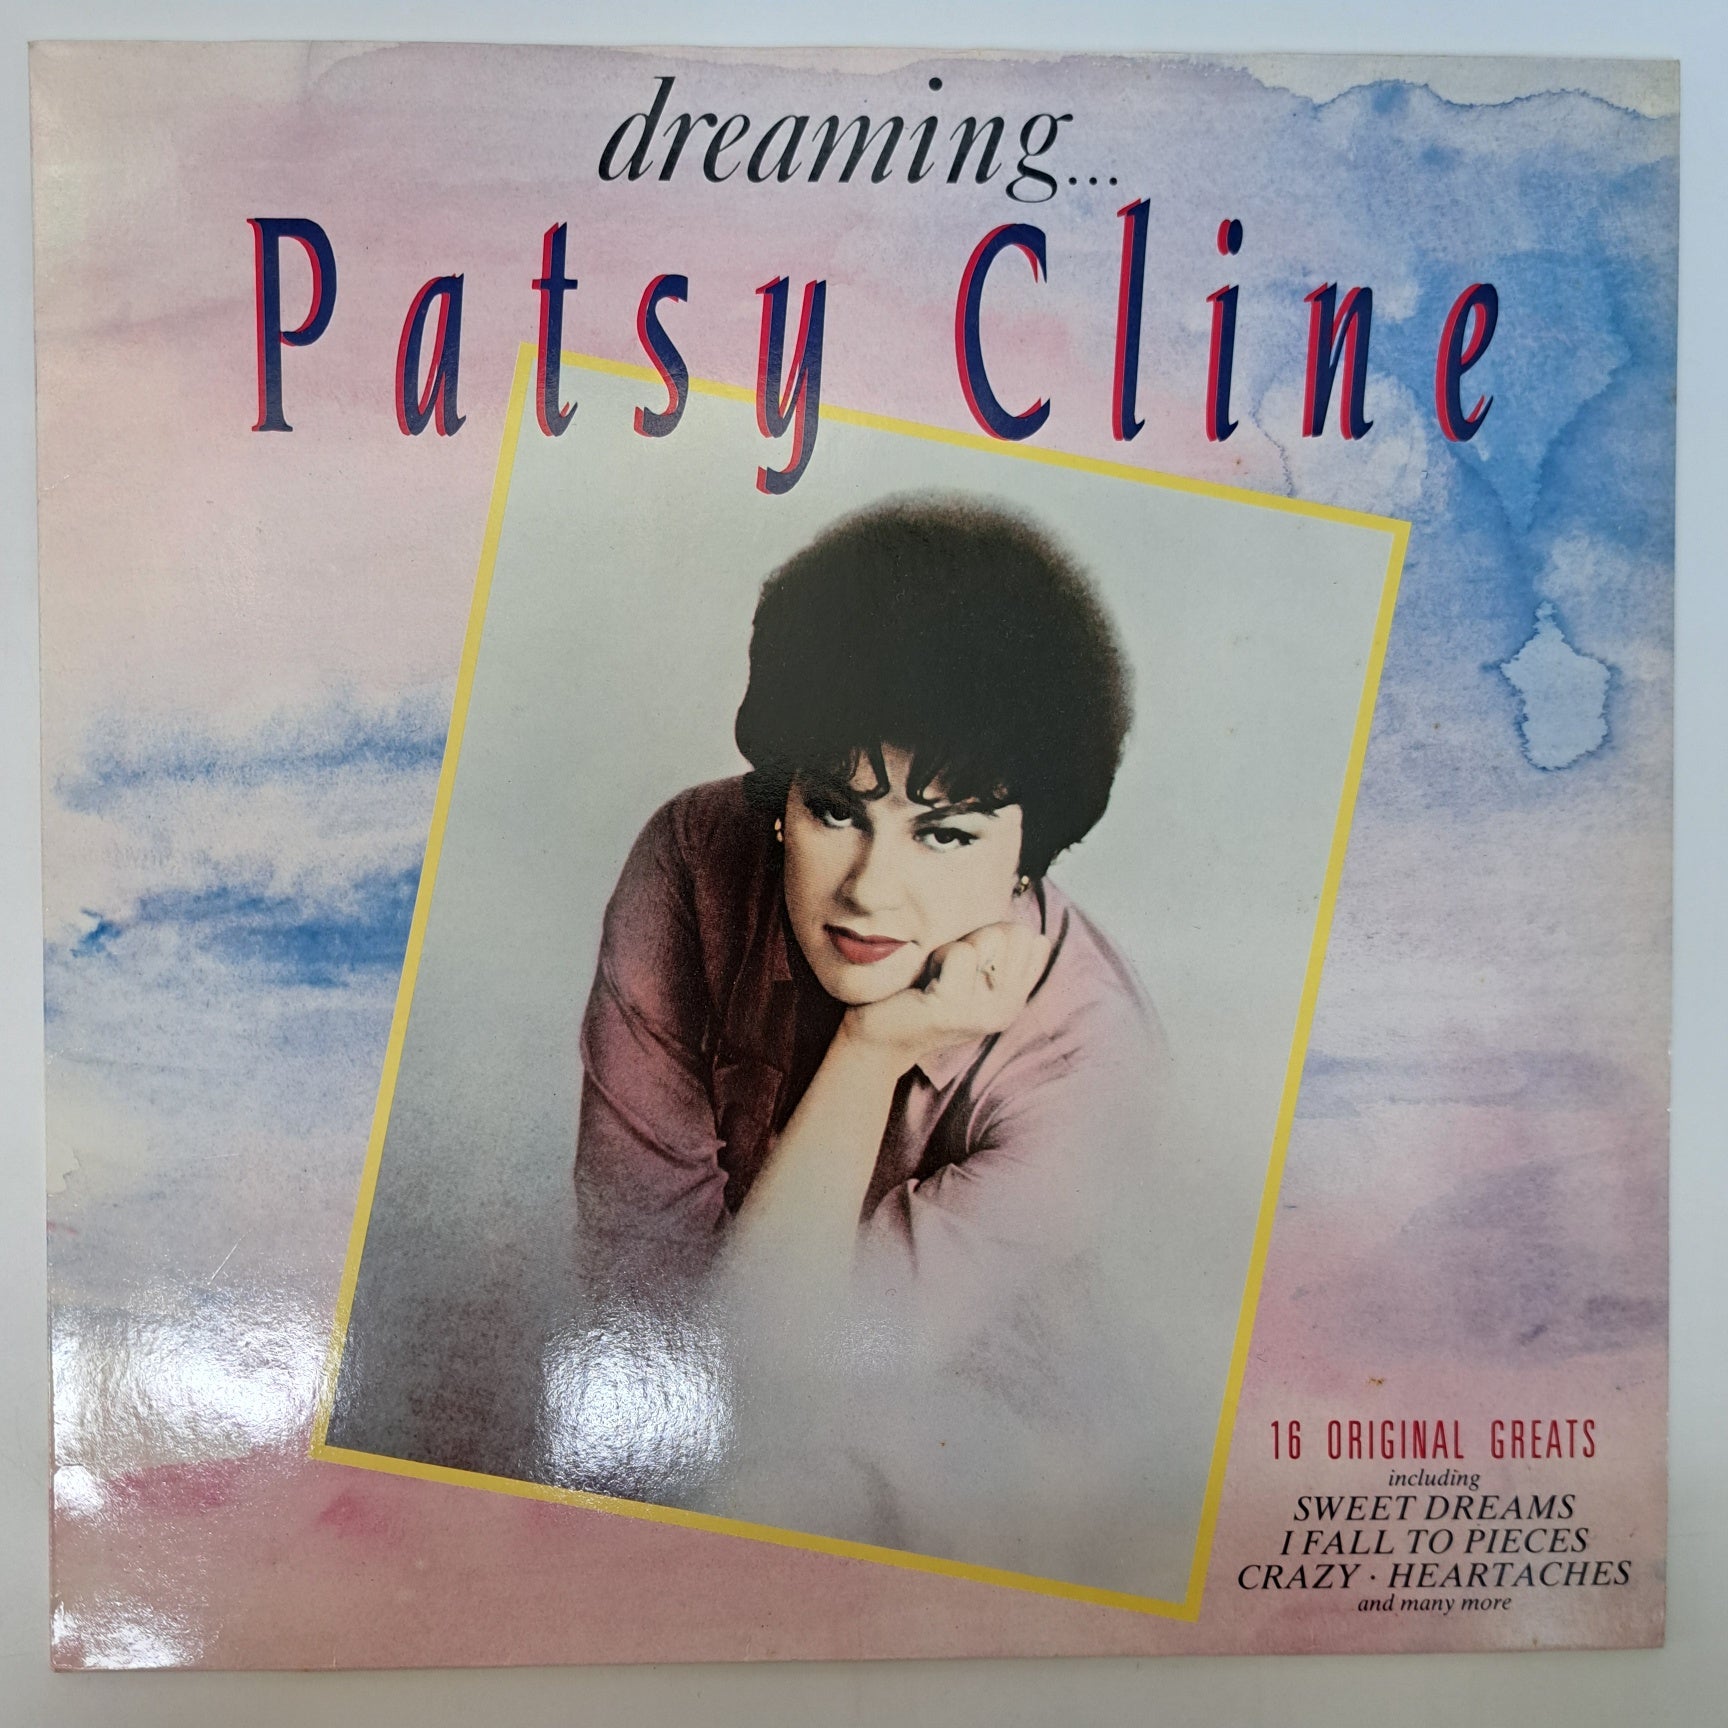 dreaming...
Patsy Cline
16 ORIGINAL GREATS
including
SWEET DREAMS
I FALL TO PIECES
CRAZY · HEARTACHES
and many more